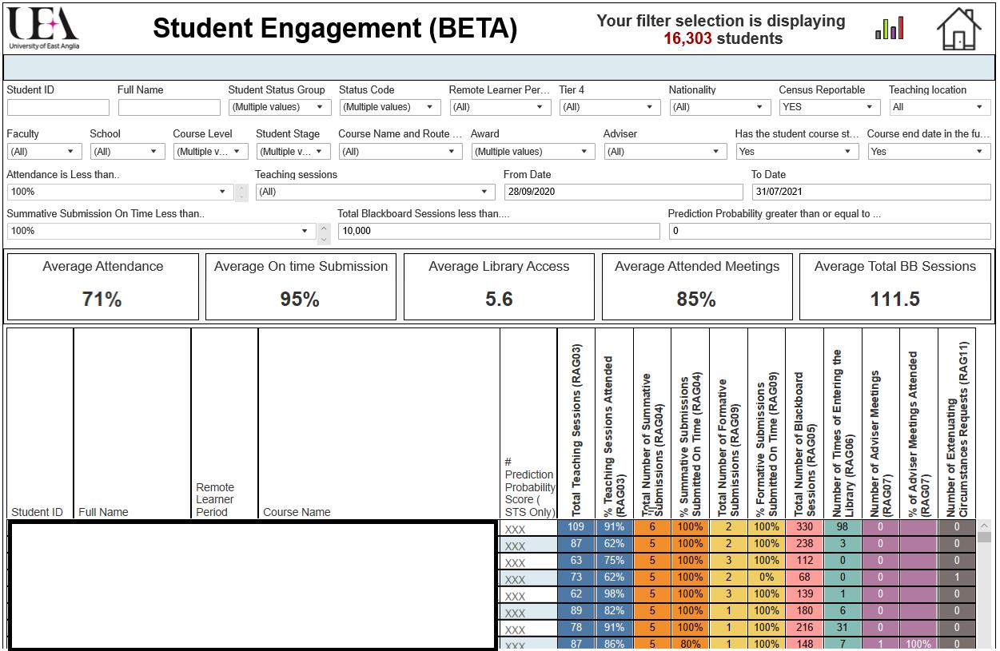 UEA
University of East Anglia
Student Engagement (BETA)
Your filter selection is displaying
16,303 students
Student ID Full Name Student Status Group Status Code Remote Learner Per... Tier 4 Nationality Census Reportable Teaching location
(Multiple values) (Multiple values) (All) (All) (All) YES All
Faculty School Course Level Student Stage Course Name and Route ... Award Adviser Has the student course st... Course end date in the fu...
(All) (All) (Multiple v... (Multiple v... (All) (Multiple values) (All) Yes Yes
Attendance is Less than.. Teaching sessions From Date To Date
100% (All) 28/09/2020 31/07/2021
Summative Submission On Time Less than.. Total Blackboard Sessions less than.... Prediction Probability greater than or equal to ...
100% 10,000 0
Average Attendance Average On time Submission Average Library Access Average Attended Meetings Average Total BB Sessions
71% 95% 5.6 85% 111.5
Student ID
Full Name
Remote
Learner
Period
Course Name
#
Prediction
Probability
Score (
STS Only)
Total Teaching Sessions (RAG03)
% Teaching Sessions Attended
(RAG03)
Total Number of Summative
Submissions (RAG04)
% Summative Submissions
Submitted On Time (RAG04)
Total Number of Formative
Submissions (RAG09)
% Formative Submissions
Submitted On Time (RAG09)
Total Number of Blackboard
Sessions (RAG05)
Number of Times of Entering the
Library (RAG06)
Number of Adviser Meetings
(RAG07)
% of Adviser Meetings Attended
(RAG07)
Number of Extenuating
Circumstances Requests (RAG11)
XXX 109 91% 6 100% 2 100% 330 98 0 0
XXX 87 62% 5 100% 2 100% 238 3 0 0
XXX 63 75% 5 100% 3 100% 112 0 0 0
XXX 73 62% 5 100% 2 0% 68 0 0 1
XXX 62 98% 5 100% 3 100% 139 1 0 0
XXX 89 82% 5 100% 1 100% 180 6 0 0
XXX 78 91% 5 100% 1 100% 216 31 0 0
XXX 87 86% 5 80% 1 100% 148 7 1 100% 0